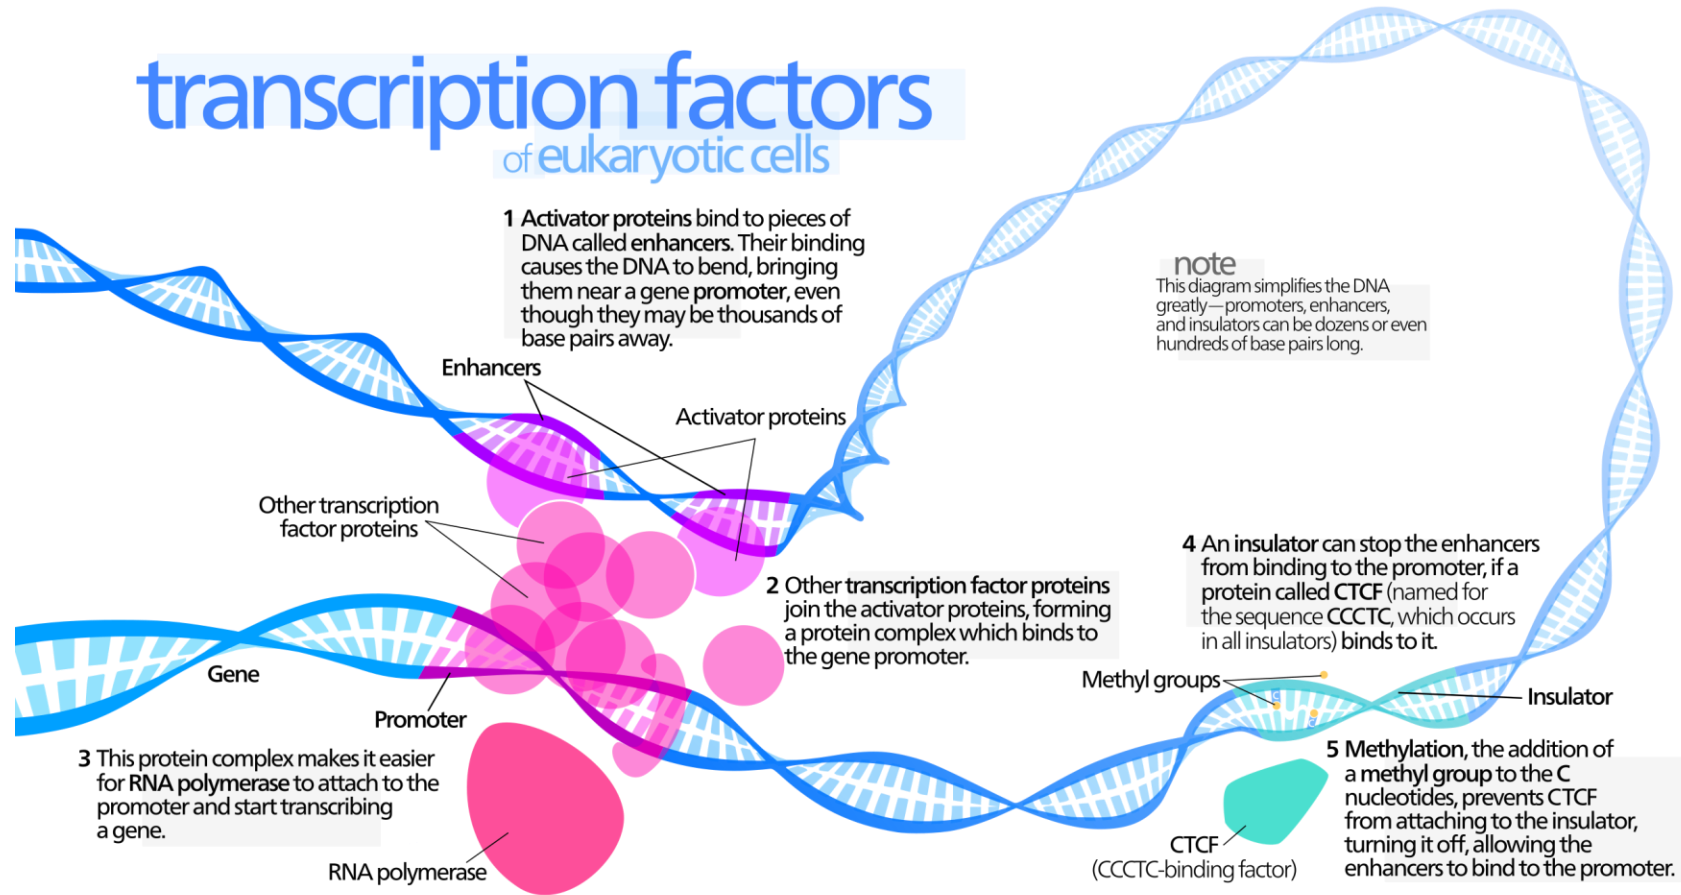 transcription factors
of eukaryotic cells
1 Activator proteins bind to pieces of
DNA called enhancers. Their binding
causes the DNA to bend, bringing
them near a gene promoter, even
though they may be thousands of
base pairs away.
Enhancers
Activator proteins
Other transcription
factor proteins
note
This diagram simplifies the DNA
greatly—promoters, enhancers,
and insulators can be dozens or even
hundreds of base pairs long.
2 Other transcription factor proteins
join the activator proteins, forming
a protein complex which binds to
the gene promoter.
Gene
Promoter
3 This protein complex makes it easier
for RNA polymerase to attach to the
promoter and start transcribing
a gene.
RNA polymerase
4 An insulator can stop the enhancers
from binding to the promoter, if a
protein called CTCF (named for
the sequence CCCTC, which occurs
in all insulators) binds to it.
Methyl groups
C
C
Insulator
5 Methylation, the addition of
a methyl group to the C
nucleotides, prevents CTCF
from attaching to the insulator,
turning it off, allowing the
enhancers to bind to the promoter.
CTCF
(CCCTC-binding factor)